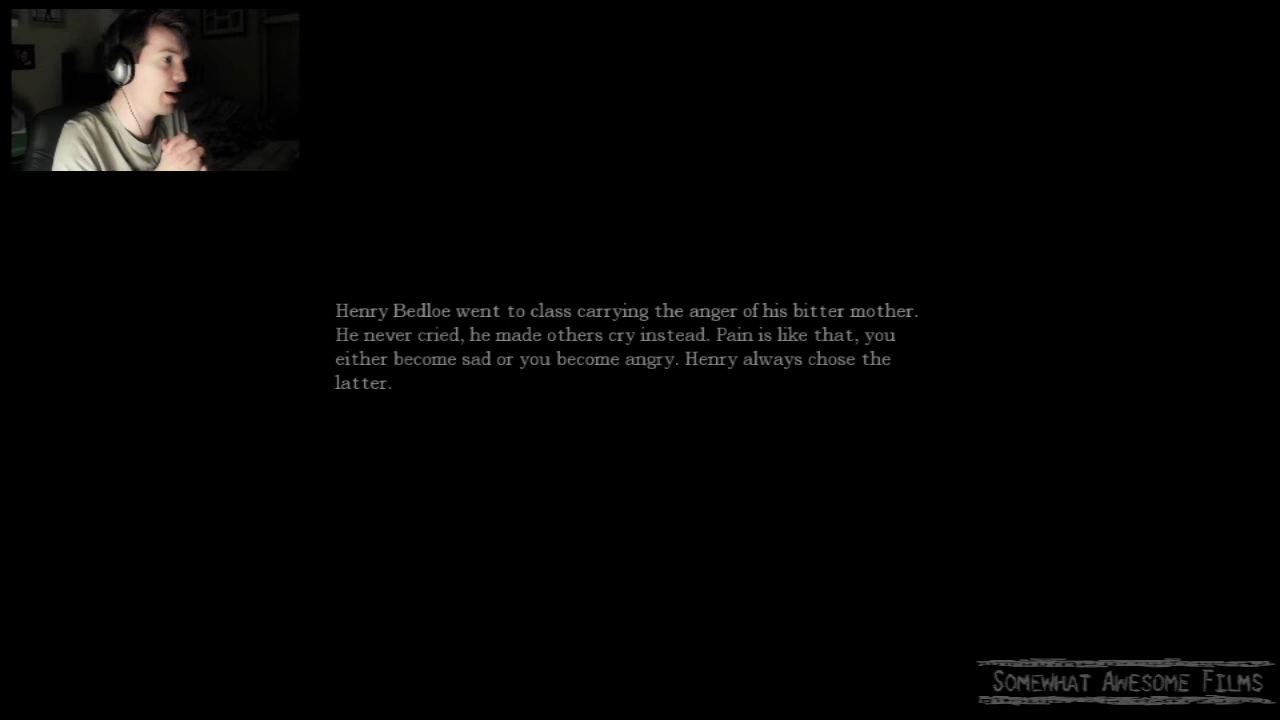 Henry Bedloe went to class carrying the anger of his bitter mother.
He never cried, he made others cry instead. Pain is like that, you
either become sad or you become angry. Henry always chose the
latter.
SOMEWHAT AWESOME FILMS